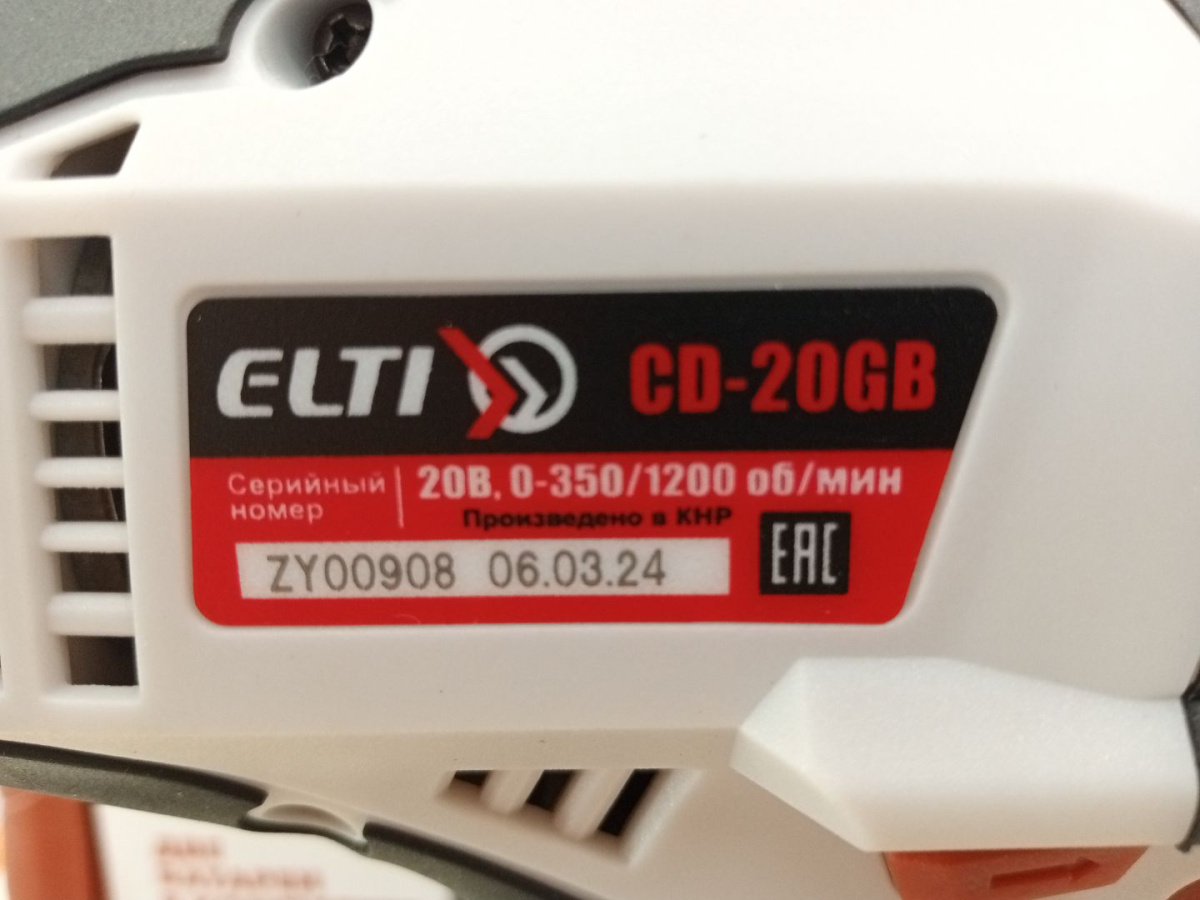 ELTI CD-20GB
Серийный номер
20В, 0-350/1200 об/мин
Произведено в КНР
ZY00908 06.03.24
EAC